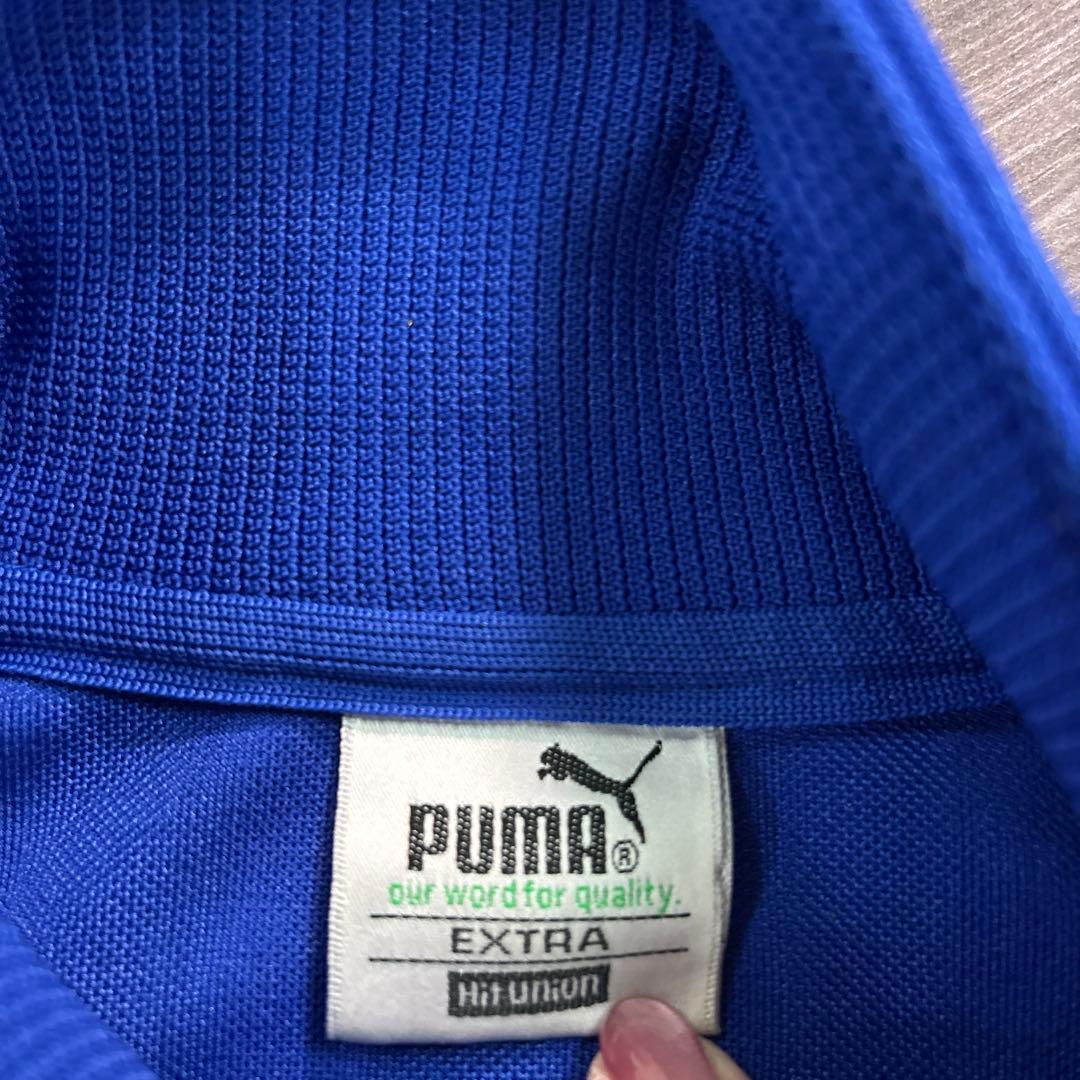 PUMA®
our word for quality.
EXTRA
Hit union